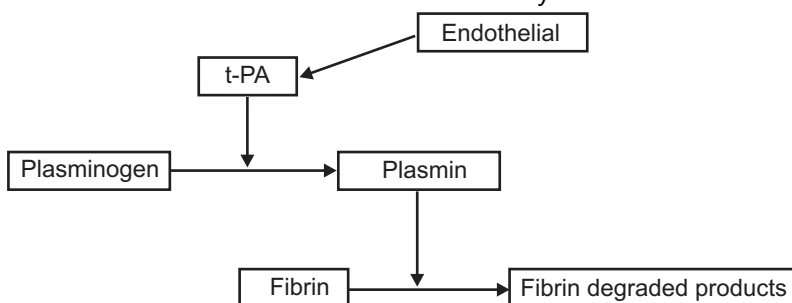 Endothelial
t-PA
Plasminogen
Plasmin
Fibrin
Fibrin degraded products